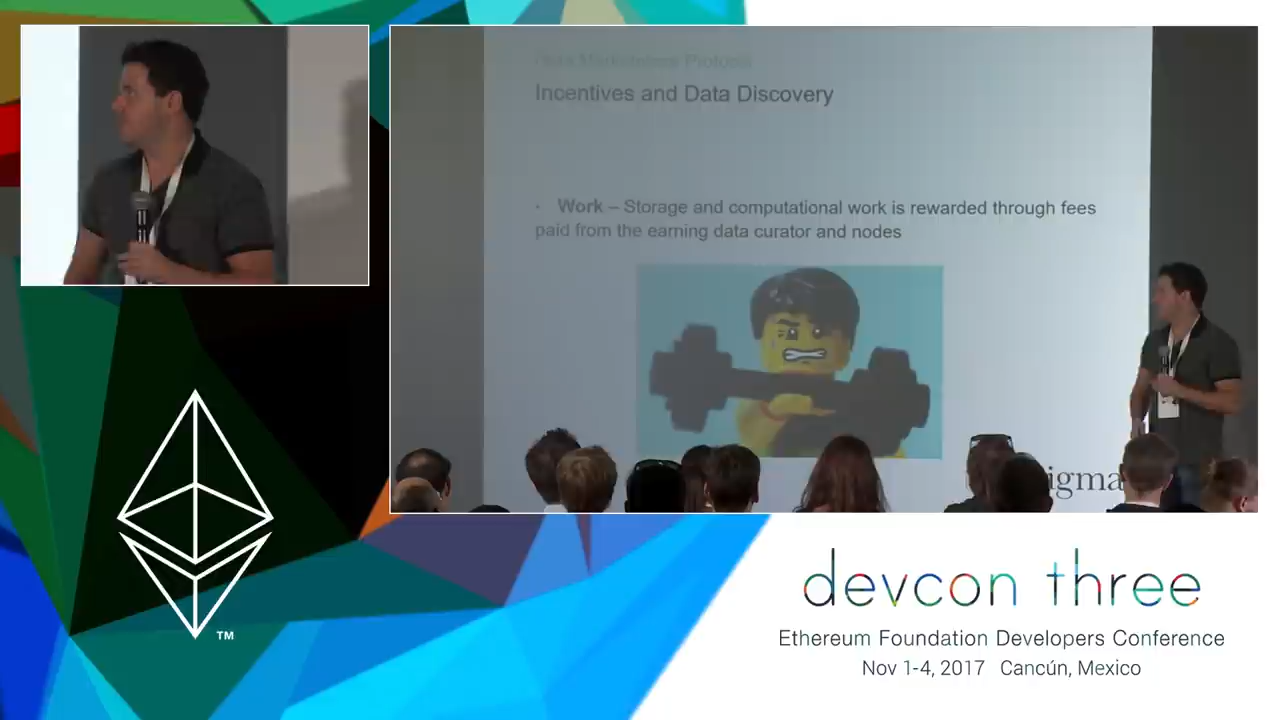 Incentives and Data Discovery
· Work – Storage and computational work is rewarded through fees
paid from the earning data curator and nodes
igma
TM
devcon three
Ethereum Foundation Developers Conference
Nov 1-4, 2017 Cancún, Mexico